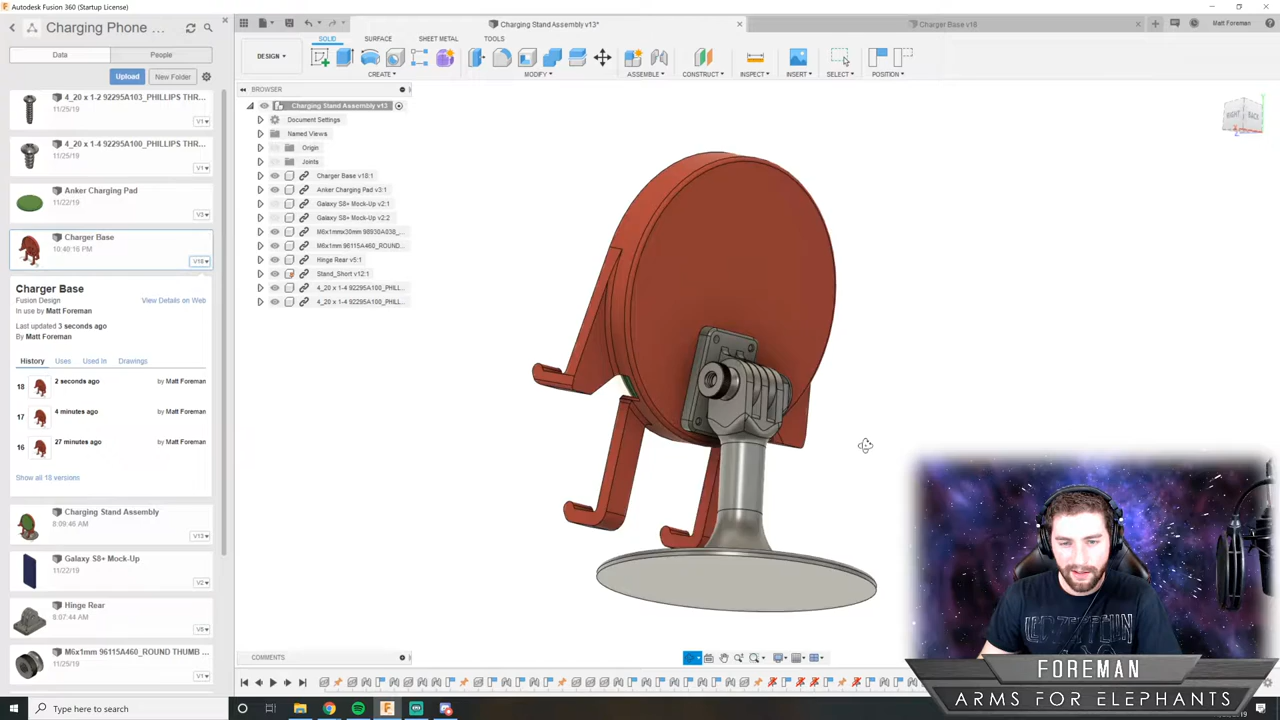 Autodesk Fusion 360 (Startup License)
Charging Phone ...
Data
People
Upload
New Folder
4_20 x 1-2 92295A103_PHILLIPS THR...
11/25/19
V1
4_20 x 1-4 92295A100_PHILLIPS THR...
11/25/19
V1
Anker Charging Pad
11/22/19
V3
Charger Base
10:40:16 PM
V18
Charger Base
Fusion Design
View Details on Web
In use by Matt Foreman
Last updated 3 seconds ago
By Matt Foreman
History
Uses
Used In
Drawings
18
2 seconds ago
by Matt Foreman
17
4 minutes ago
by Matt Foreman
16
27 minutes ago
by Matt Foreman
Show all 18 versions
Charging Stand Assembly
8:09:46 AM
V13
Galaxy S8+ Mock-Up
11/22/19
V2
Hinge Rear
8:07:44 AM
V5
M6x1mm 96115A460_ROUND THUMB ...
11/25/19
V1
Charging Stand Assembly v13*
Charger Base v18
Matt Foreman
SOLID
SURFACE
SHEET METAL
TOOLS
DESIGN
CREATE
MODIFY
ASSEMBLE
CONSTRUCT
INSPECT
INSERT
SELECT
POSITION
BROWSER
Charging Stand Assembly v13
Document Settings
Named Views
Origin
Joints
Charger Base v18:1
Anker Charging Pad v3:1
Galaxy S8+ Mock-Up v2:1
Galaxy S8+ Mock-Up v2:2
M6x1mmx30mm 98930A038_...
M6x1mm 96115A460_ROUND...
Hinge Rear v5:1
Stand_Short v12:1
4_20 x 1-4 92295A100_PHILL...
4_20 x 1-4 92295A100_PHILL...
RIGHT
BACK
COMMENTS
LED ZEPPELIN
FOREMAN
ARMS FOR ELEPHANTS
Type here to search